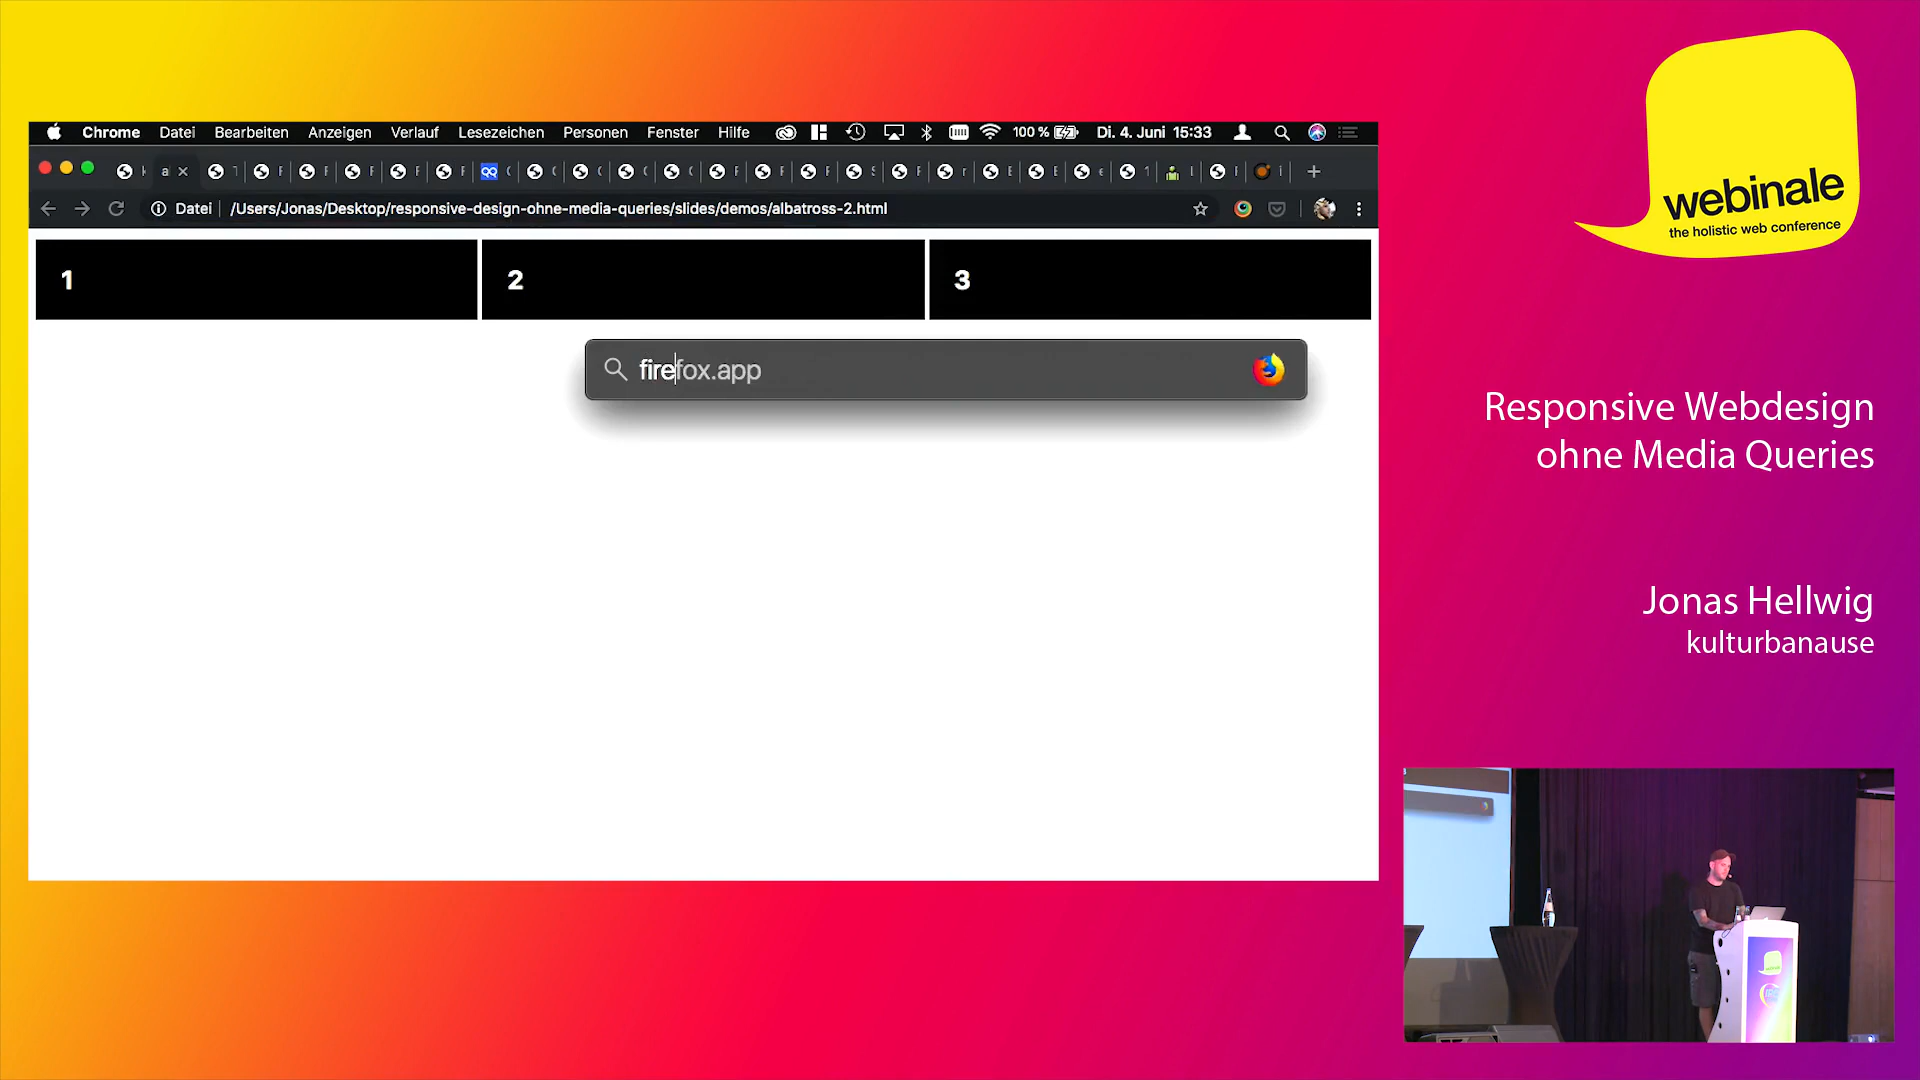 Chrome Datei Bearbeiten Anzeigen Verlauf Lesezeichen Personen Fenster Hilfe 100 % Di. 4. Juni 15:33
Datei /Users/Jonas/Desktop/responsive-design-ohne-media-queries/slides/demos/albatross-2.html
1 2 3
firefox.app
webinale
the holistic web conference
Responsive Webdesign
ohne Media Queries
Jonas Hellwig
kulturbanause